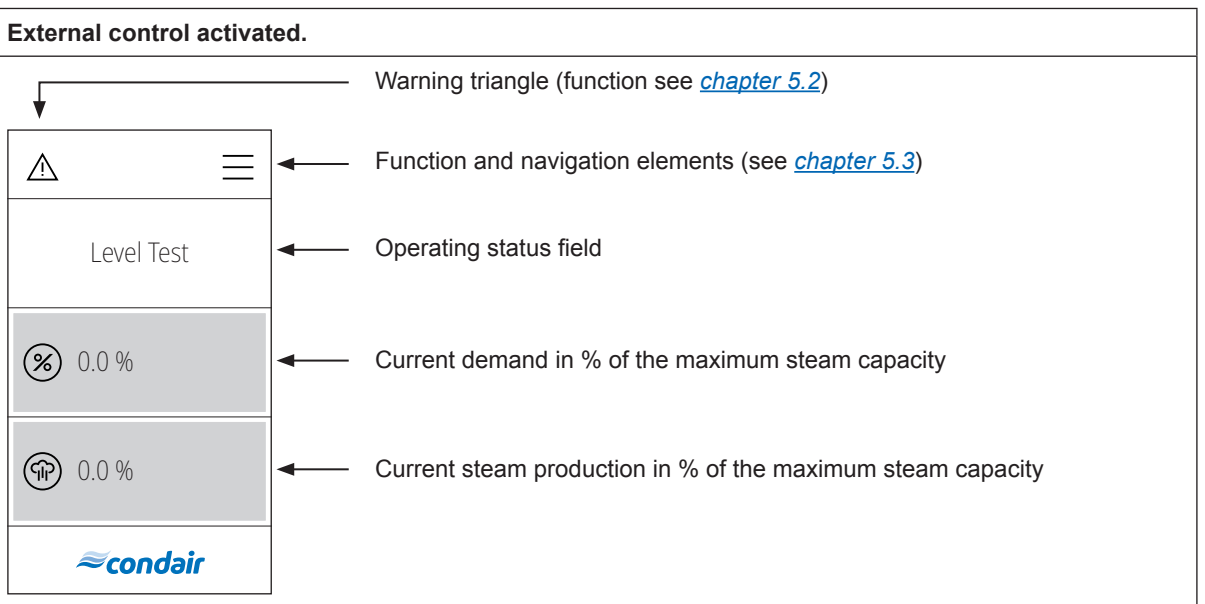 External control activated.
Warning triangle (function see chapter 5.2)
Function and navigation elements (see chapter 5.3)
Level Test
Operating status field
0.0 %
Current demand in % of the maximum steam capacity
0.0 %
Current steam production in % of the maximum steam capacity
condair